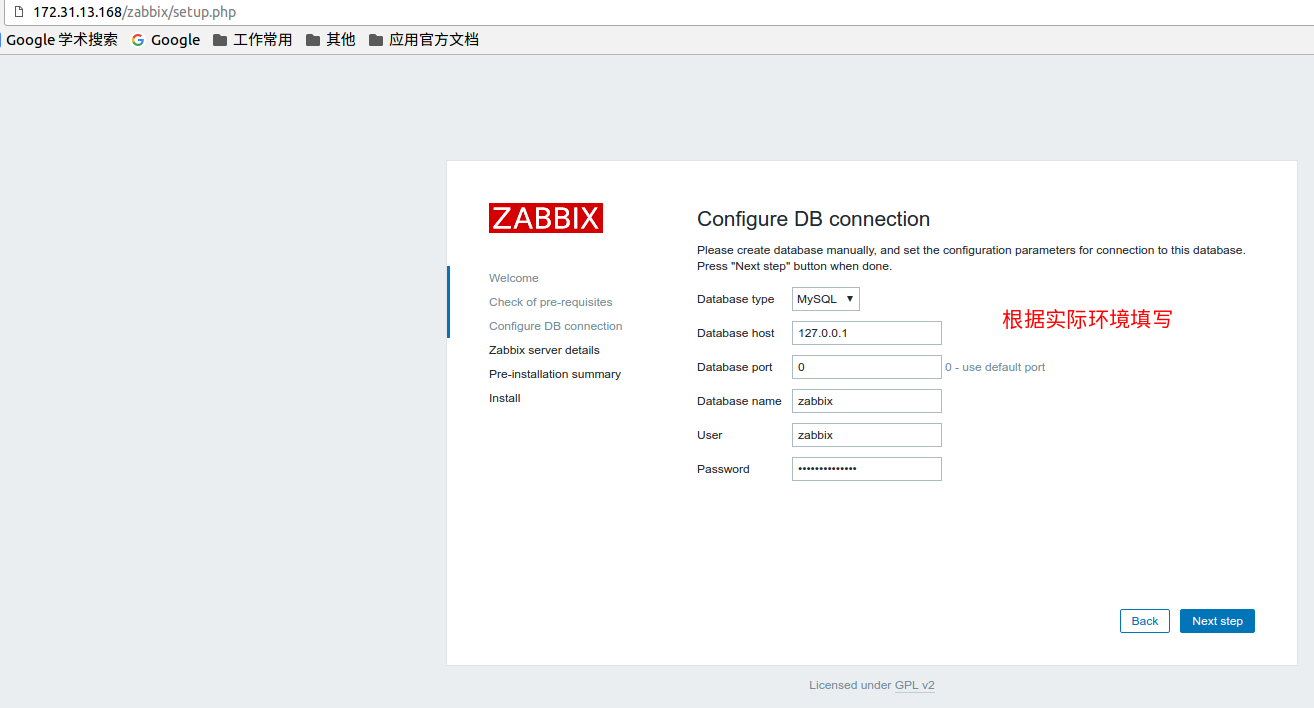 172.31.13.168/zabbix/setup.php
Google 学术搜索 Google 工作常用 其他 应用官方文档
ZABBIX
Welcome
Check of pre-requisites
Configure DB connection
Zabbix server details
Pre-installation summary
Install
Configure DB connection
Please create database manually, and set the configuration parameters for connection to this database.
Press "Next step" button when done.
Database type MySQL ▼
根据实际环境填写
Database host 127.0.0.1
Database port 0 0 - use default port
Database name zabbix
User zabbix
Password ••••••••••••••
Back Next step
Licensed under GPL v2